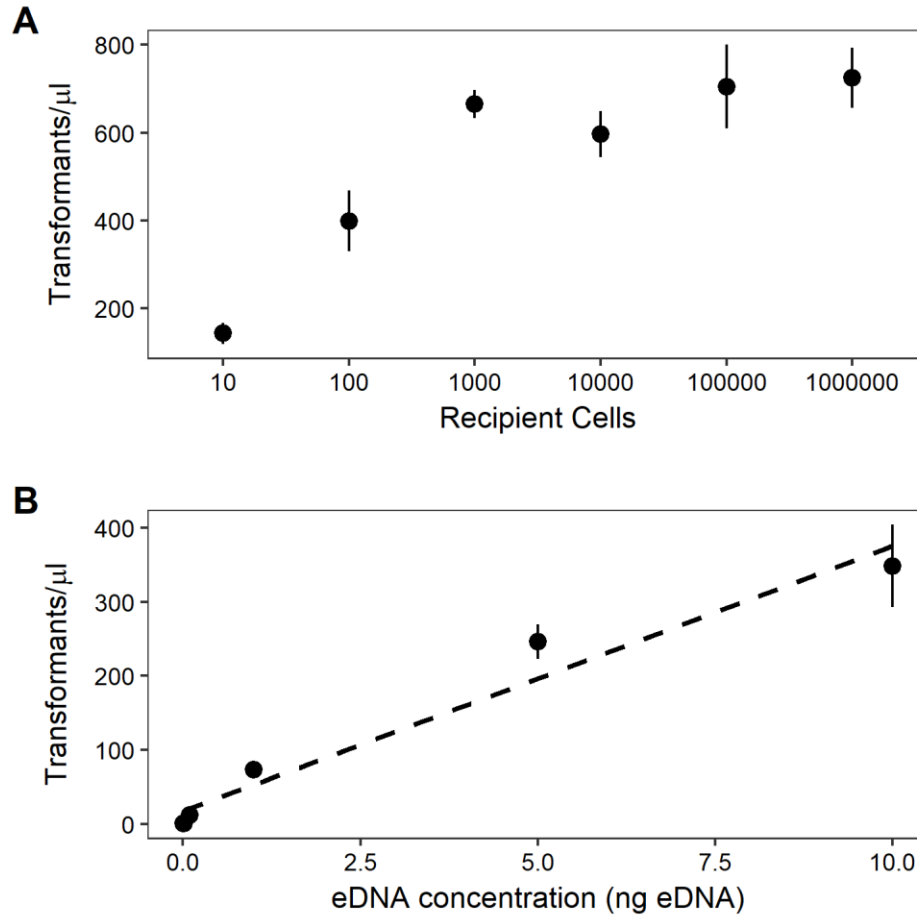 A
800
600
400
200
Transformants/μl
10 100 1000 10000 100000 1000000
Recipient Cells
B
400
300
200
100
0
Transformants/μl
0.0 2.5 5.0 7.5 10.0
eDNA concentration (ng eDNA)